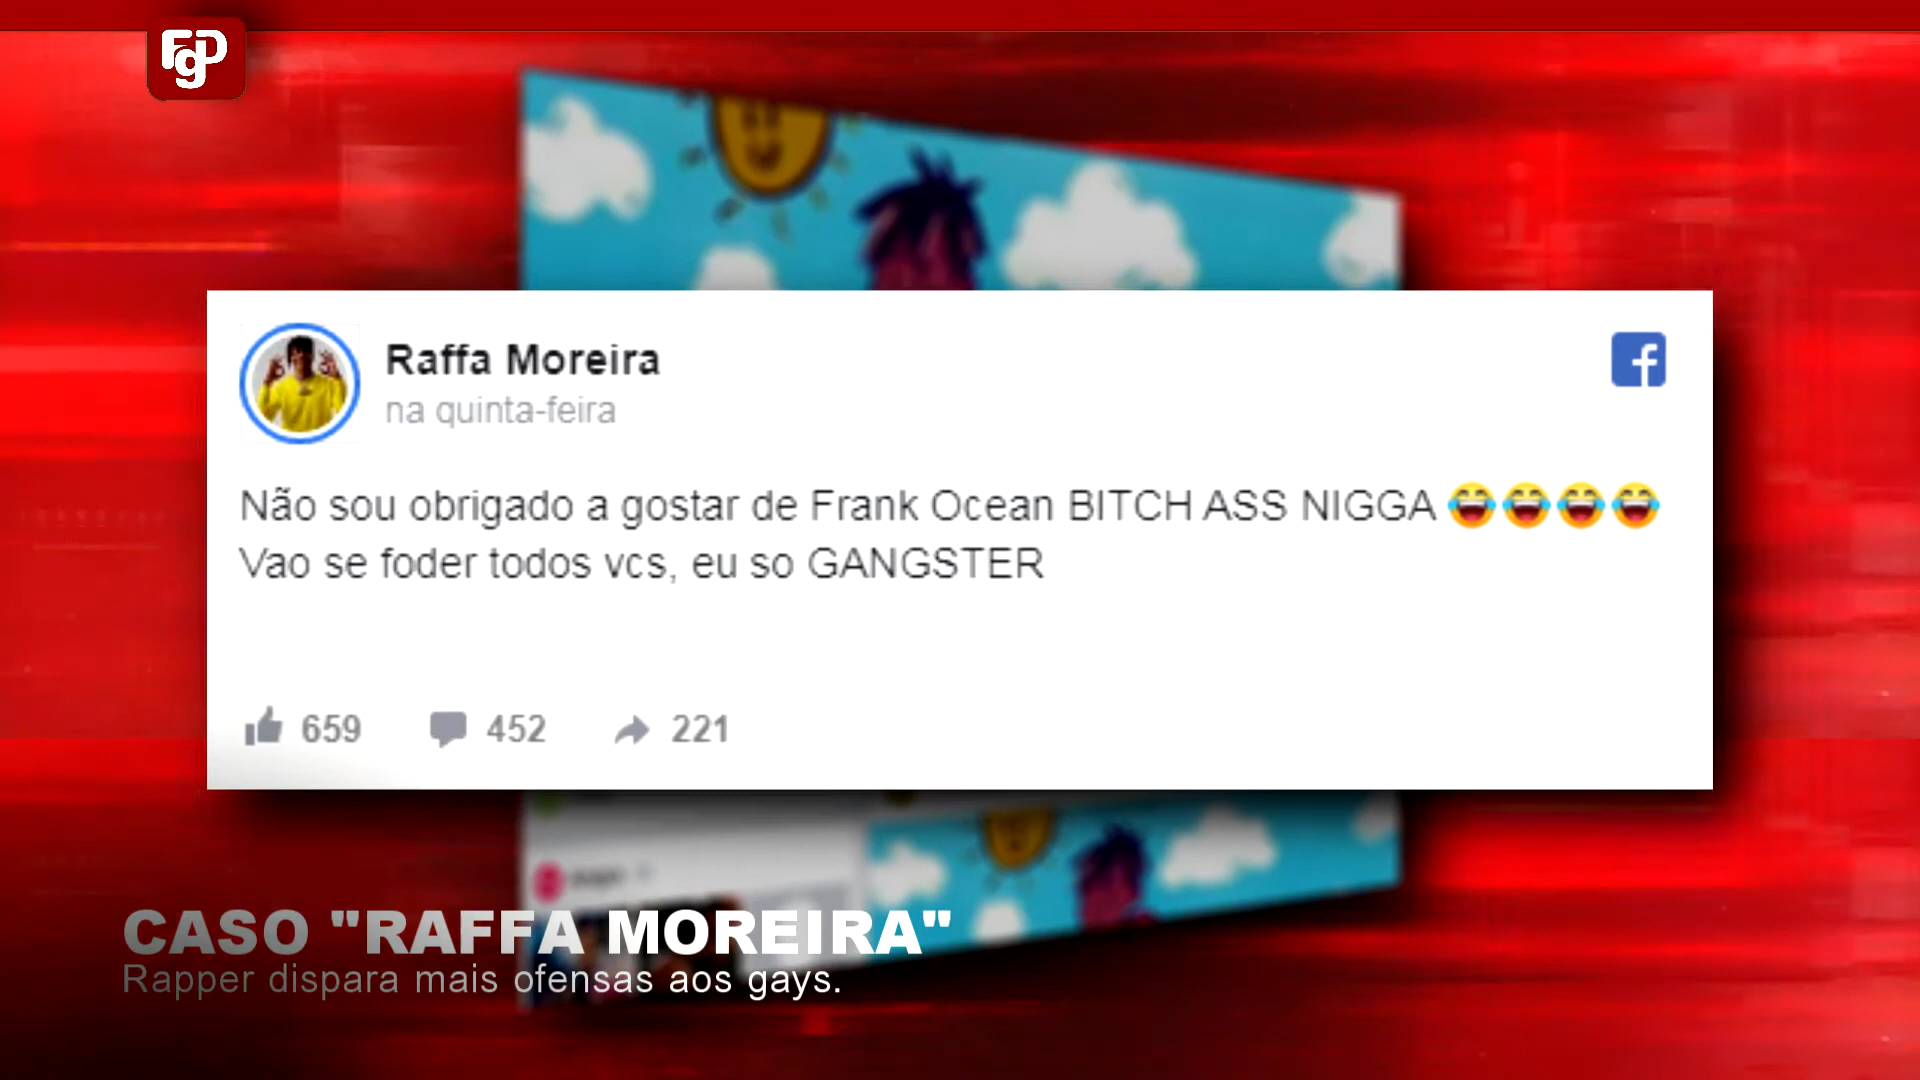 FgP
Raffa Moreira
na quinta-feira
Não sou obrigado a gostar de Frank Ocean BITCH ASS NIGGA 😂😂😂😂
Vao se foder todos vcs, eu so GANGSTER
659 452 221
CASO "RAFFA MOREIRA"
Rapper dispara mais ofensas aos gays.